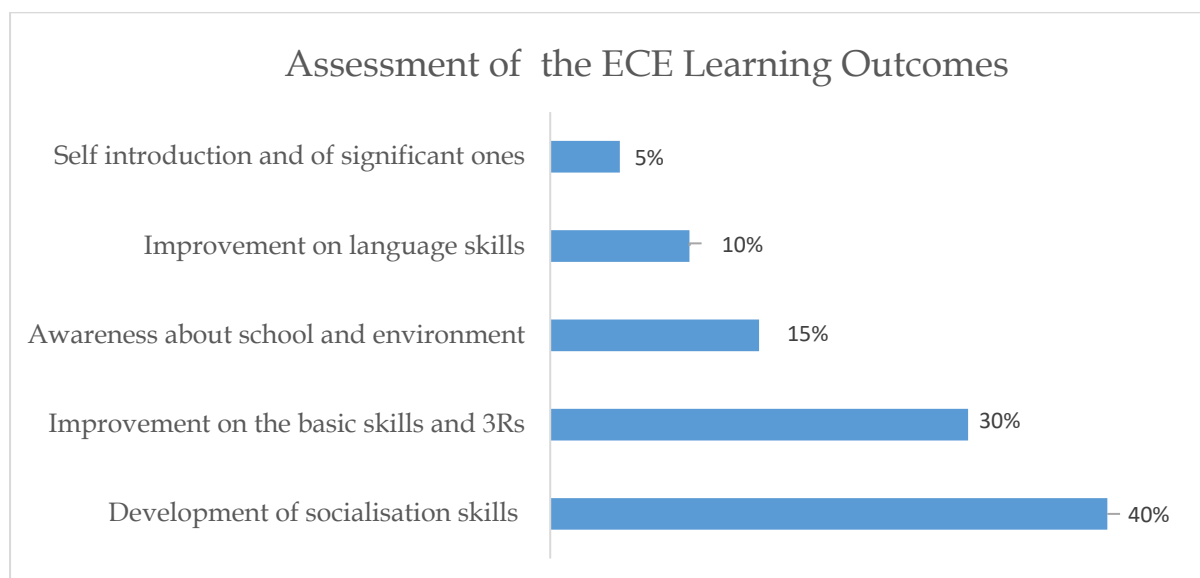 Assessment of the ECE Learning Outcomes
Self introduction and of significant ones 5%
Improvement on language skills 10%
Awareness about school and environment 15%
Improvement on the basic skills and 3Rs 30%
Development of socialisation skills 40%